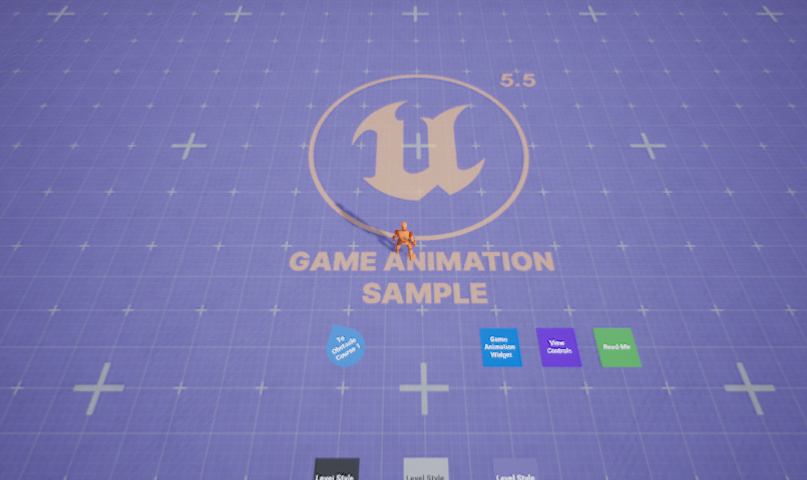 5.5
GAME ANIMATION
SAMPLE
To
Obstacle
Course 1
Game
Animation
Widget
View
Controls
Read-Me
Level Style
Level Style
Level Style